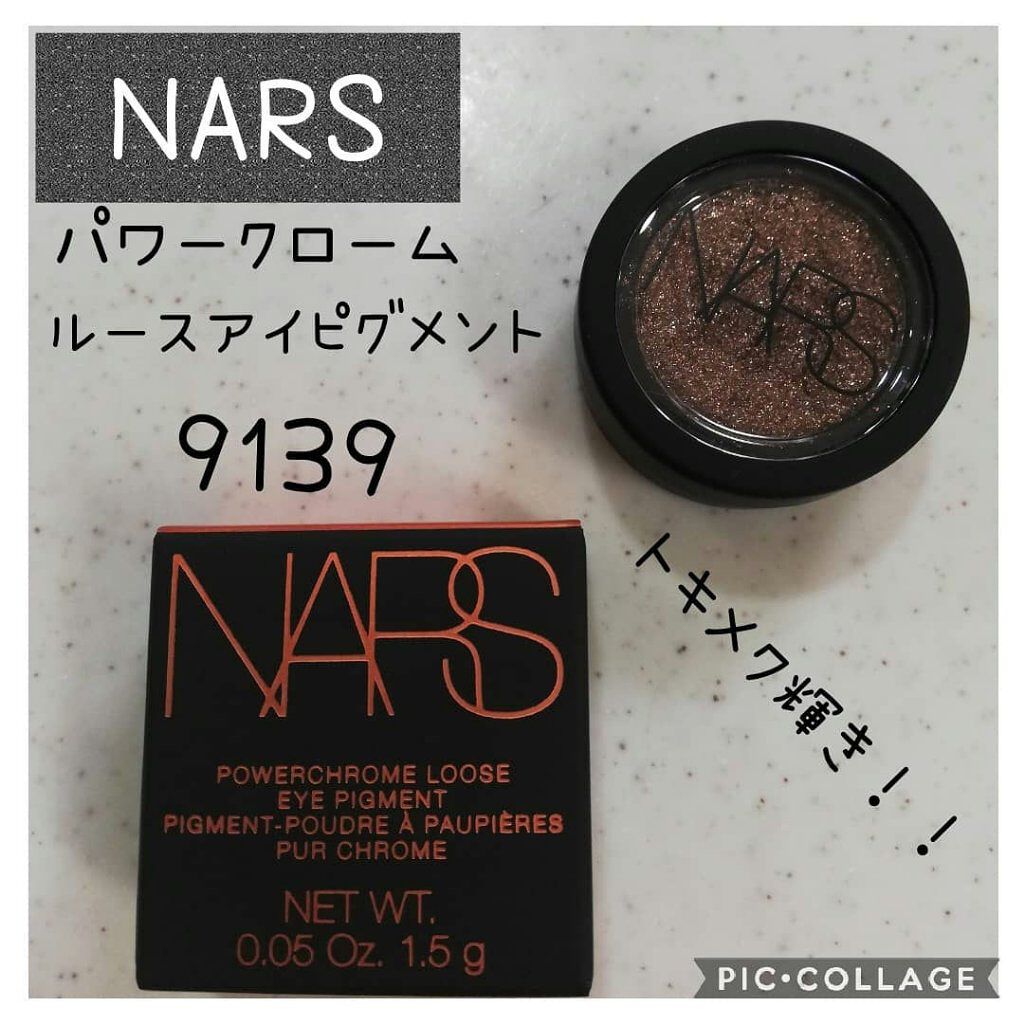 NARS
パワークローム
ルースアイピグメント
9139
NARS
トキメク輝き！！
NARS
POWERCHROME LOOSE
EYE PIGMENT
PIGMENT-POUDRE À PAUPIÈRES
PUR CHROME
NET WT.
0.05 Oz. 1.5 g
PIC•COLLAGE